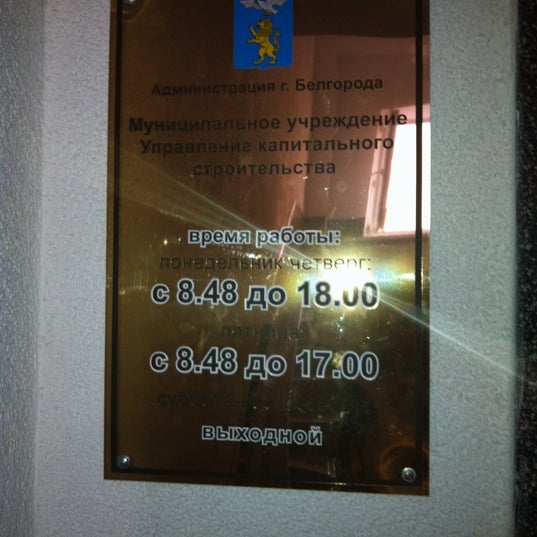 Администрация г. Белгорода
Муниципальное учреждение
Управление капитального
строительства
время работы:
понедельник-четверг:
с 8.48 до 18.00
пятница:
с 8.48 до 17.00
выходной